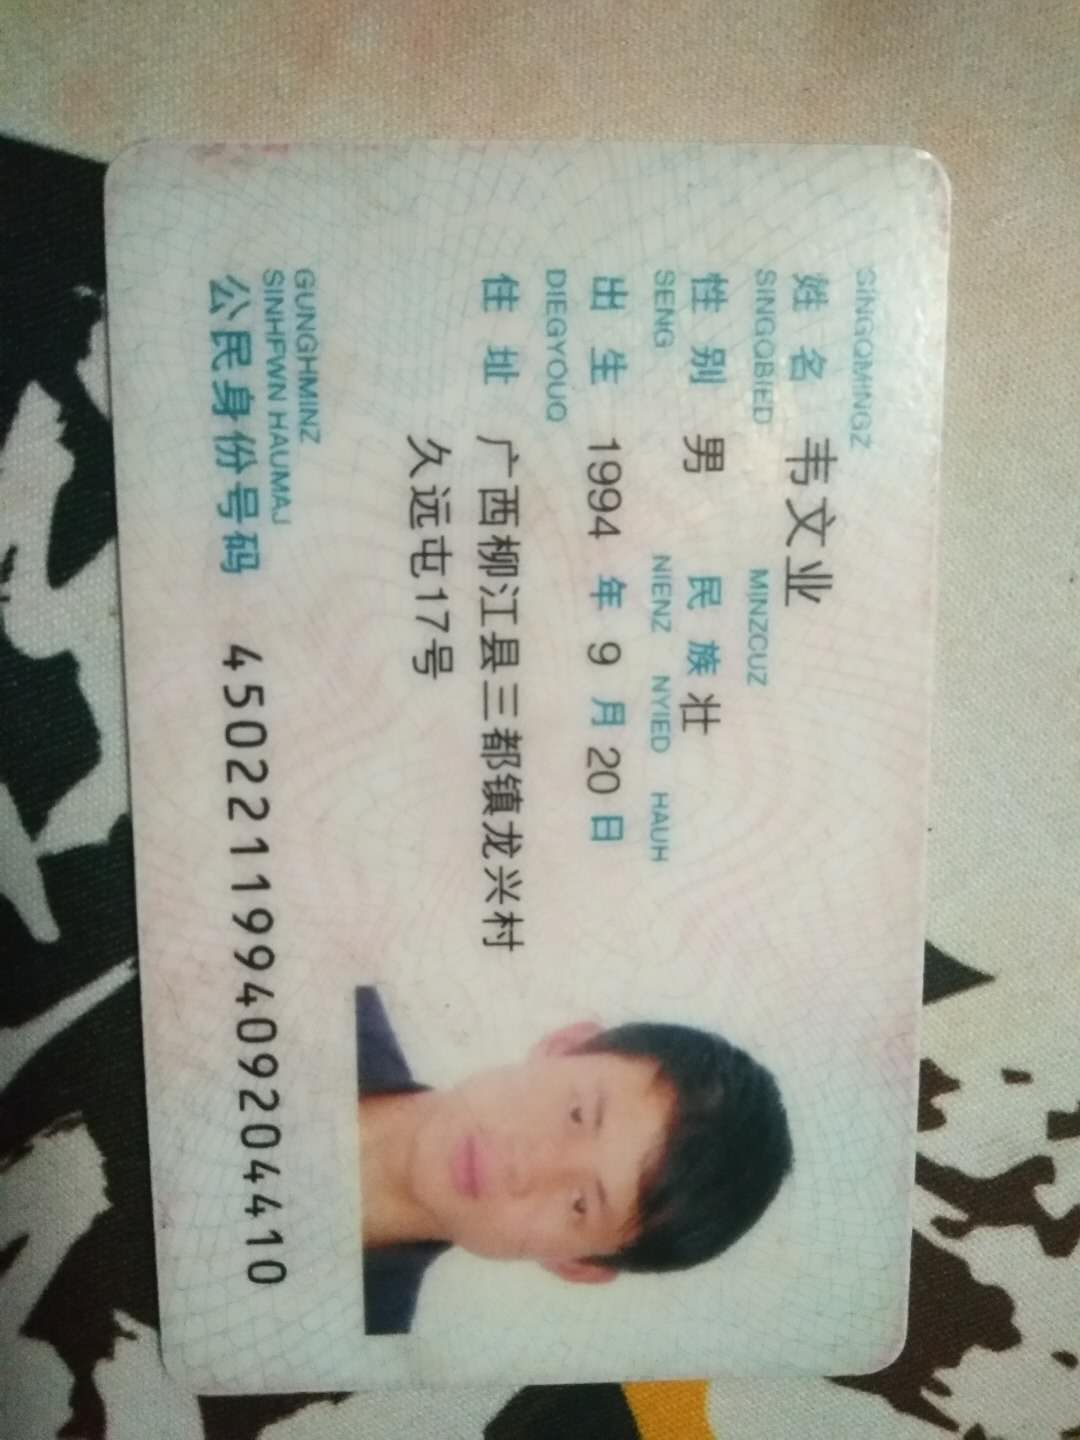 SINGQMINGZ
姓名 韦文业
SINGQBIED MINZCUZ
性别 男 民族 壮
SENG NIENZ NYIED HAUH
出生 1994 年 9 月 20 日
DIEGYOUQ
住址 广西柳江县三都镇龙兴村
久远屯17号
GUNGHMINZ
SINHFWN HAUMAJ
公民身份号码 450221199409204410